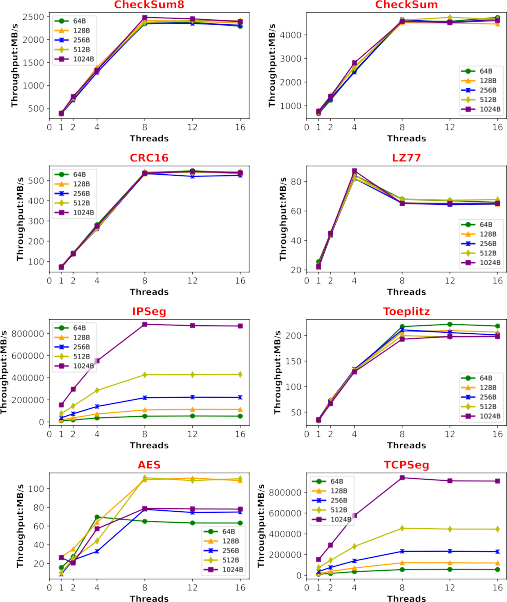 CheckSum8
Throughput:MB/s
2500
2000
1500
1000
500
64B
128B
256B
512B
1024B
0 1 2 4 8 12 16
Threads
CheckSum
Throughput:MB/s
4000
3000
2000
1000
64B
128B
256B
512B
1024B
0 1 2 4 8 12 16
Threads
CRC16
Throughput:MB/s
500
400
300
200
100
64B
128B
256B
512B
1024B
0 1 2 4 8 12 16
Threads
LZ77
Throughput:MB/s
80
60
40
20
64B
128B
256B
512B
1024B
0 1 2 4 8 12 16
Threads
IPSeg
Throughput:MB/s
800000
600000
400000
200000
0
64B
128B
256B
512B
1024B
0 1 2 4 8 12 16
Threads
Toeplitz
Throughput:MB/s
200
150
100
50
64B
128B
256B
512B
1024B
0 1 2 4 8 12 16
Threads
AES
Throughput:MB/s
100
80
60
40
20
64B
128B
256B
512B
1024B
0 1 2 4 8 12 16
Threads
TCPSeg
Throughput:MB/s
800000
600000
400000
200000
0
64B
128B
256B
512B
1024B
0 1 2 4 8 12 16
Threads